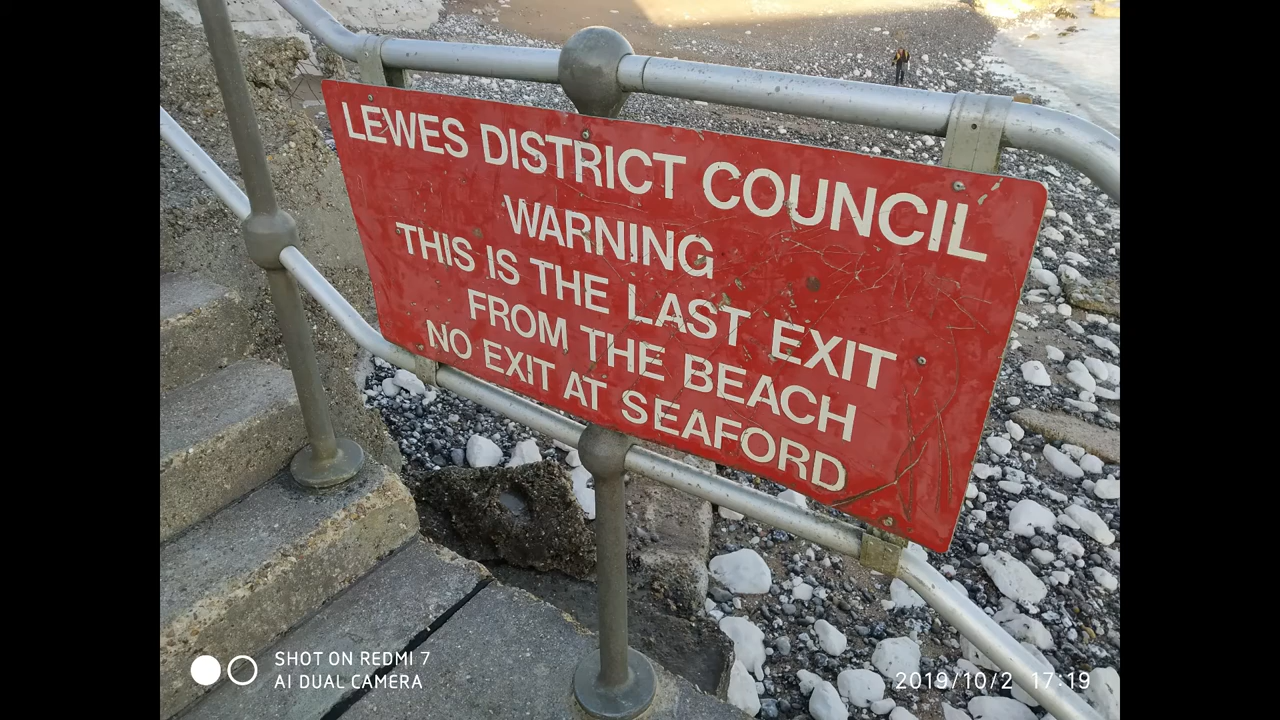 LEWES DISTRICT COUNCIL
WARNING
THIS IS THE LAST EXIT
FROM THE BEACH
NO EXIT AT SEAFORD
SHOT ON REDMI 7
AI DUAL CAMERA
2019/10/2 17:19